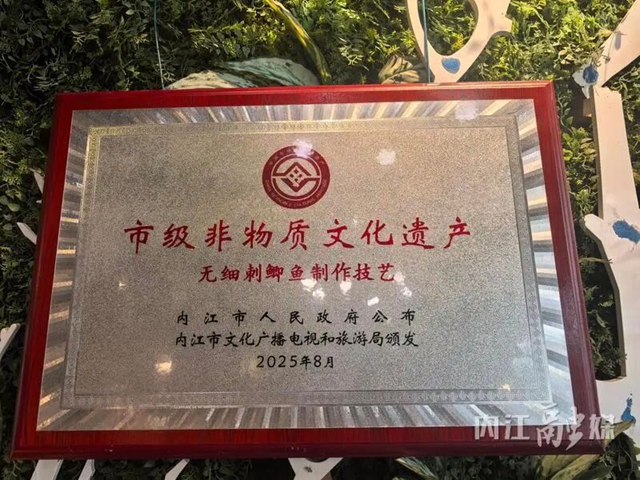 市级非物质文化遗产
无细刺鲫鱼制作技艺
内江市人民政府公布
内江市文化广播电视和旅游局颁发
2025年8月
内江融媒